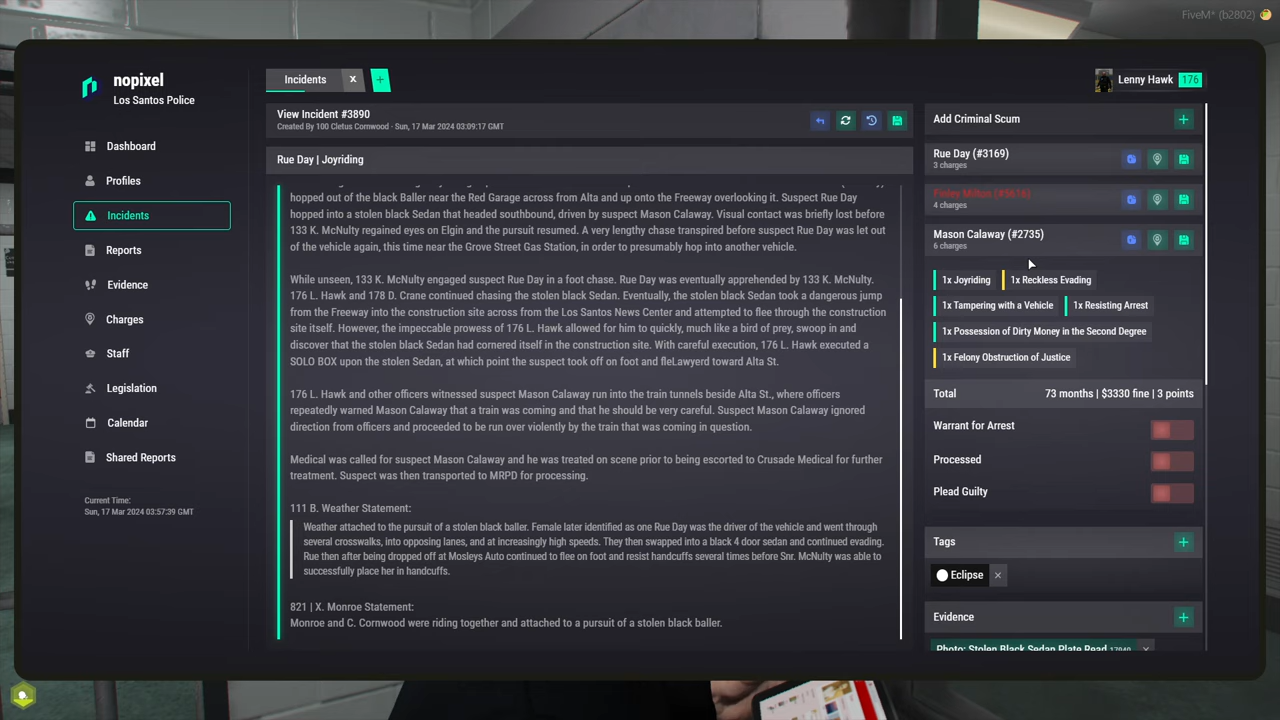 FiveM* (b2802)
nopixel
Los Santos Police
Incidents
x
+
Lenny Hawk 176
Dashboard
Profiles
Incidents
Reports
Evidence
Charges
Staff
Legislation
Calendar
Shared Reports
Current Time:
Sun, 17 Mar 2024 03:57:39 GMT
View Incident #3890
Created By 100 Cletus Cornwood · Sun, 17 Mar 2024 03:09:17 GMT
Rue Day | Joyriding
hopped out of the black Baller near the Red Garage across from Alta and up onto the Freeway overlooking it. Suspect Rue Day
hopped into a stolen black Sedan that headed southbound, driven by suspect Mason Calaway. Visual contact was briefly lost before
133 K. McNulty regained eyes on Elgin and the pursuit resumed. A very lengthy chase transpired before suspect Rue Day was let out
of the vehicle again, this time near the Grove Street Gas Station, in order to presumably hop into another vehicle.
While unseen, 133 K. McNulty engaged suspect Rue Day in a foot chase. Rue Day was eventually apprehended by 133 K. McNulty.
176 L. Hawk and 178 D. Crane continued chasing the stolen black Sedan. Eventually, the stolen black Sedan took a dangerous jump
from the Freeway into the construction site across from the Los Santos News Center and attempted to flee through the construction
site itself. However, the impeccable prowess of 176 L. Hawk allowed for him to quickly, much like a bird of prey, swoop in and
discover that the stolen black Sedan had cornered itself in the construction site. With careful execution, 176 L. Hawk executed a
SOLO BOX upon the stolen Sedan, at which point the suspect took off on foot and fleLawyerd toward Alta St.
176 L. Hawk and other officers witnessed suspect Mason Calaway run into the train tunnels beside Alta St., where officers
repeatedly warned Mason Calaway that a train was coming and that he should be very careful. Suspect Mason Calaway ignored
direction from officers and proceeded to be run over violently by the train that was coming in question.
Medical was called for suspect Mason Calaway and he was treated on scene prior to being escorted to Crusade Medical for further
treatment. Suspect was then transported to MRPD for processing.
111 B. Weather Statement:
Weather attached to the pursuit of a stolen black baller. Female later identified as one Rue Day was the driver of the vehicle and went through
several crosswalks, into opposing lanes, and at increasingly high speeds. They then swapped into a black 4 door sedan and continued evading.
Rue then after being dropped off at Mosleys Auto continued to flee on foot and resist handcuffs several times before Snr. McNulty was able to
successfully place her in handcuffs.
821 | X. Monroe Statement:
Monroe and C. Cornwood were riding together and attached to a pursuit of a stolen black baller.
Add Criminal Scum
+
Rue Day (#3169)
3 charges
4 charges
Mason Calaway (#2735)
6 charges
1x Joyriding
1x Reckless Evading
1x Tampering with a Vehicle
1x Resisting Arrest
1x Possession of Dirty Money in the Second Degree
1x Felony Obstruction of Justice
Total
73 months | $3330 fine | 3 points
Warrant for Arrest
Processed
Plead Guilty
Tags
+
Eclipse
×
Evidence
+
Photo: Stolen Black Sedan Plate Read